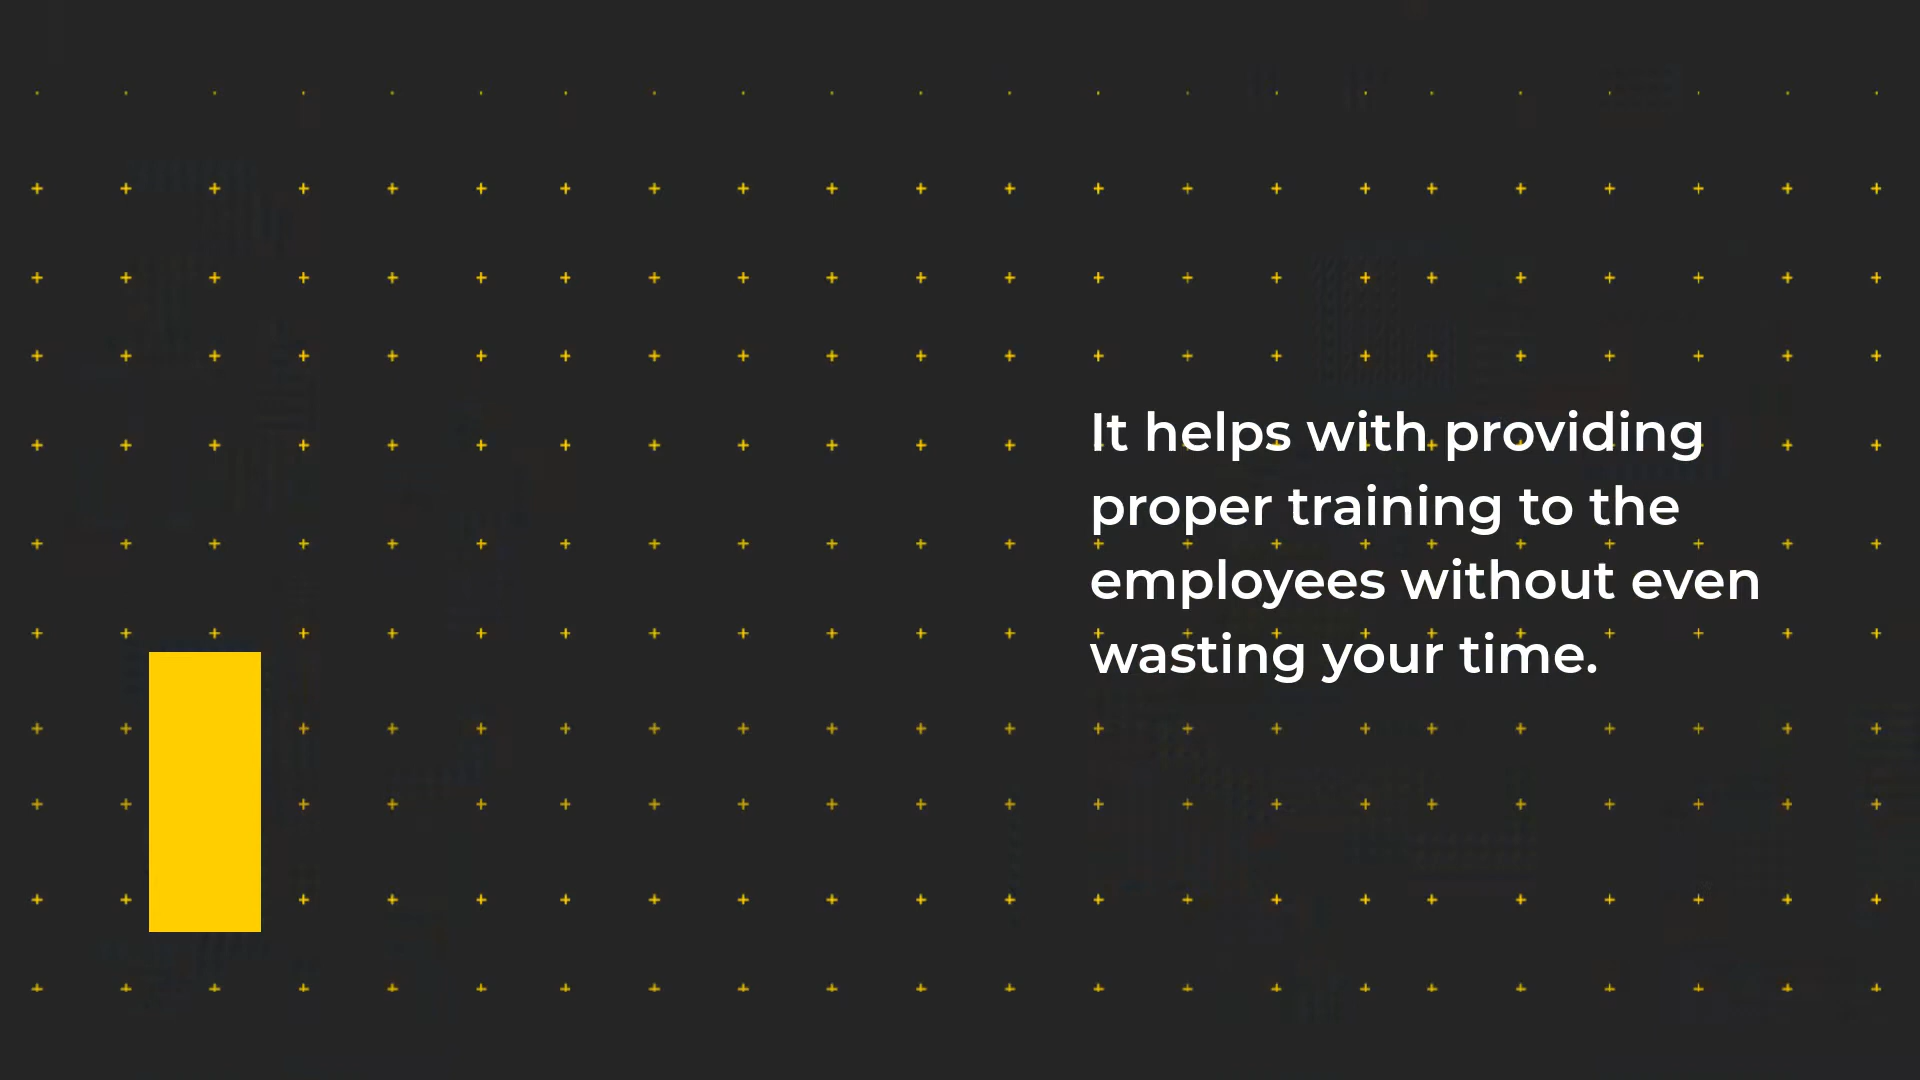 It helps with providing
proper training to the
employees without even
wasting your time.